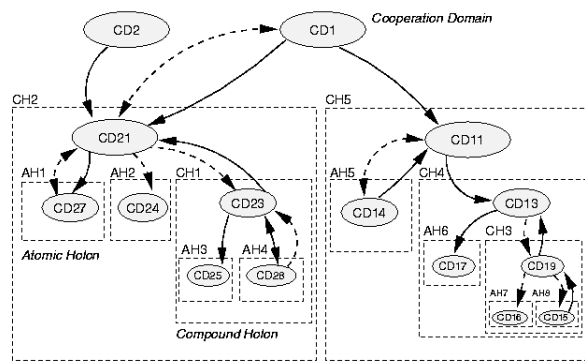 Cooperation Domain
CD2
CD1
CH2
CH5
CD21
CD11
AH1
AH2
CH1
AH5
CH4
CD27
CD24
CD23
CD14
CD13
Atomic Holon
AH6
CH3
AH3
AH4
CD25
CD28
CD17
CD19
AH7
AH8
CD16
CD15
Compound Holon